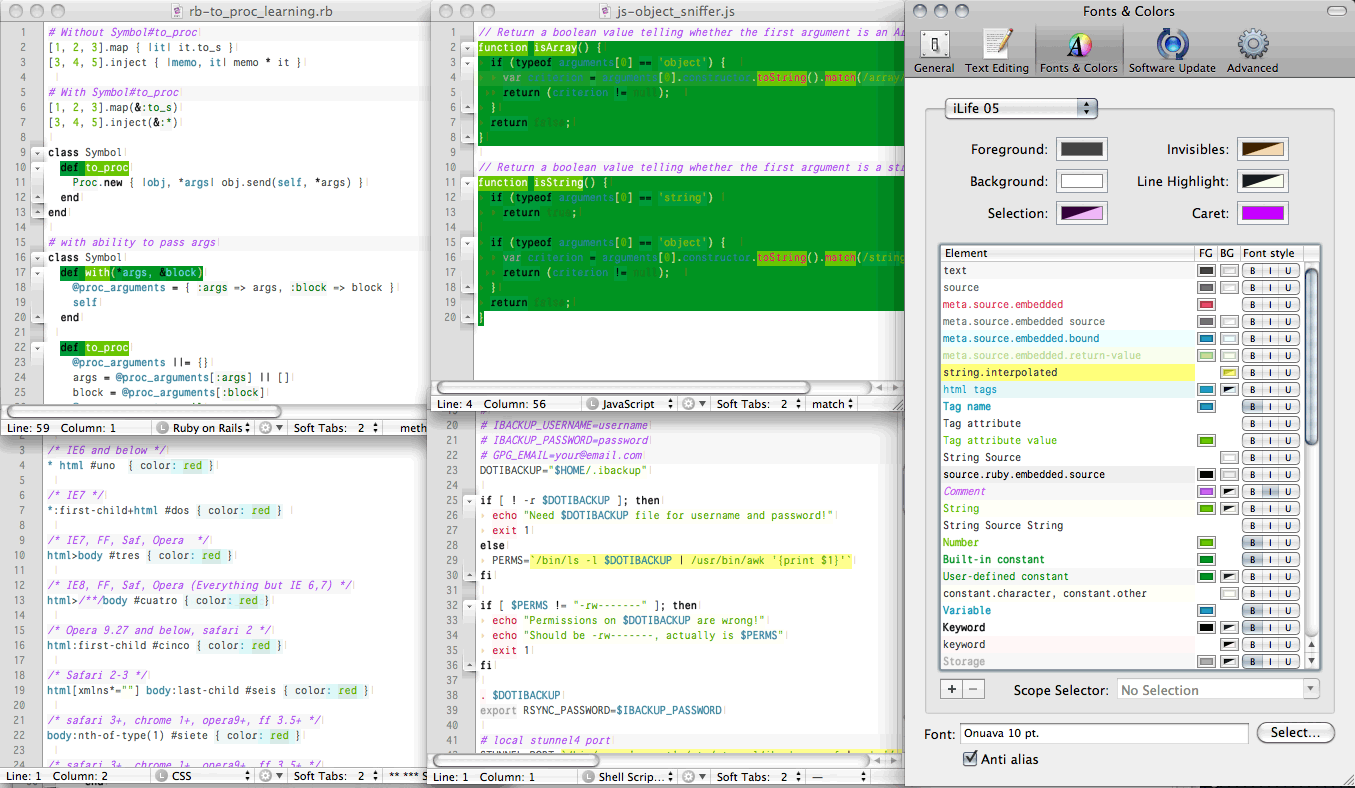 rb-to_proc_learning.rb
1 # Without Symbol#to_proc
2 [1, 2, 3].map { |it| it.to_s }
3 [3, 4, 5].inject { |memo, it| memo * it }
4
5 # With Symbol#to_proc
6 [1, 2, 3].map(&:to_s)
7 [3, 4, 5].inject(&:*)
8
9 class Symbol
10 def to_proc
11 Proc.new { |obj, *args| obj.send(self, *args) }
12 end
13 end
14
15 # with ability to pass args
16 class Symbol
17 def with(*args, &block)
18 @proc_arguments = { :args => args, :block => block }
19 self
20 end
21
22 def to_proc
23 @proc_arguments ||= {}
24 args = @proc_arguments[:args] || []
25 block = @proc_arguments[:block]
Line: 59 Column: 1 L Ruby on Rails Soft Tabs: 2 meth
3 /* IE6 and below */
4 * html #uno { color: red }
5
6 /* IE7 */
7 *:first-child+html #dos { color: red }
8
9 /* IE7, FF, Saf, Opera */
10 html>body #tres { color: red }
11
12 /* IE8, FF, Saf, Opera (Everything but IE 6,7) */
13 html>/**/body #cuatro { color: red }
14
15 /* Opera 9.27 and below, safari 2 */
16 html:first-child #cinco { color: red }
17
18 /* Safari 2-3 */
19 html[xmlns*=""] body:last-child #seis { color: red }
20
21 /* safari 3+, chrome 1+, opera9+, ff 3.5+ */
22 body:nth-of-type(1) #siete { color: red }
23
24 /* safari 3+, chrome 1+, opera9+, ff 3.5+ */
Line: 1 Column: 2 L CSS Soft Tabs: 2 ** *** S
js-object_sniffer.js
1 // Return a boolean telling whether the first argument is an Ar
2 function isArray() {
3 if (typeof arguments[0] == 'object') {
4 var criterion = arguments[0].constructor.toString().match(/array/
5 return (criterion != null);
6 }
7 return false;
8 }
9
10 // Return a boolean value telling whether the first argument is a str
11 function isString() {
12 if (typeof arguments[0] == 'string')
13 return true;
14
15 if (typeof arguments[0] == 'object') {
16 var criterion = arguments[0].constructor.toString().match(/string
17 return (criterion != null);
18 }
19 return false;
20 }
Line: 4 Column: 56 L JavaScript Soft Tabs: 2 match
20 # IBACKUP_USERNAME=username
21 # IBACKUP_PASSWORD=password
22 # GPG_EMAIL=your@email.com
23 DOTIBACKUP="$HOME/.ibackup"
24
25 if [ ! -r $DOTIBACKUP ]; then
26 echo "Need $DOTIBACKUP file for username and password!"
27 exit 1
28 else
29 PERMS=`/bin/ls -l $DOTIBACKUP | /usr/bin/awk '{print $1}'`
30 fi
31
32 if [ $PERMS != "-rw-------" ]; then
33 echo "Permissions on $DOTIBACKUP are wrong!"
34 echo "Should be -rw-------, actually is $PERMS"
35 exit 1
36 fi
37
38 . $DOTIBACKUP
39 export RSYNC_PASSWORD=$IBACKUP_PASSWORD
40
41 # local stunnel4 port
Line: 1 Column: 1 L Shell Scrip... Soft Tabs: 2 —
Fonts & Colors
General Text Editing Fonts & Colors Software Update Advanced
iLife 05
Foreground: Invisibles:
Background: Line Highlight:
Selection: Caret:
Element FG BG Font style
text B I U
source B I U
meta.source.embedded B I U
meta.source.embedded source B I U
meta.source.embedded.bound B I U
meta.source.embedded.return-value B I U
string.interpolated B I U
html tags B I U
Tag name B I U
Tag attribute B I U
Tag attribute value B I U
String Source B I U
source.ruby.embedded.source B I U
Comment B I U
String B I U
String Source String B I U
Number B I U
Built-in constant B I U
User-defined constant B I U
constant.character, constant.other B I U
Variable B I U
Keyword B I U
keyword B I U
Storage B I U
+ − Scope Selector: No Selection
Font: Onuava 10 pt. Select...
Anti alias